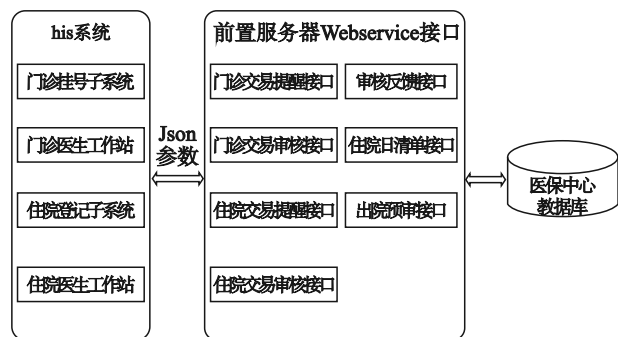 his系统
门诊挂号子系统
门诊医生工作站
住院登记子系统
住院医生工作站
Json
参数
前置服务器Webservice接口
门诊交易提醒接口
审核反馈接口
门诊交易审核接口
住院日清单接口
住院交易提醒接口
出院预审接口
住院交易审核接口
医保中心
数据库